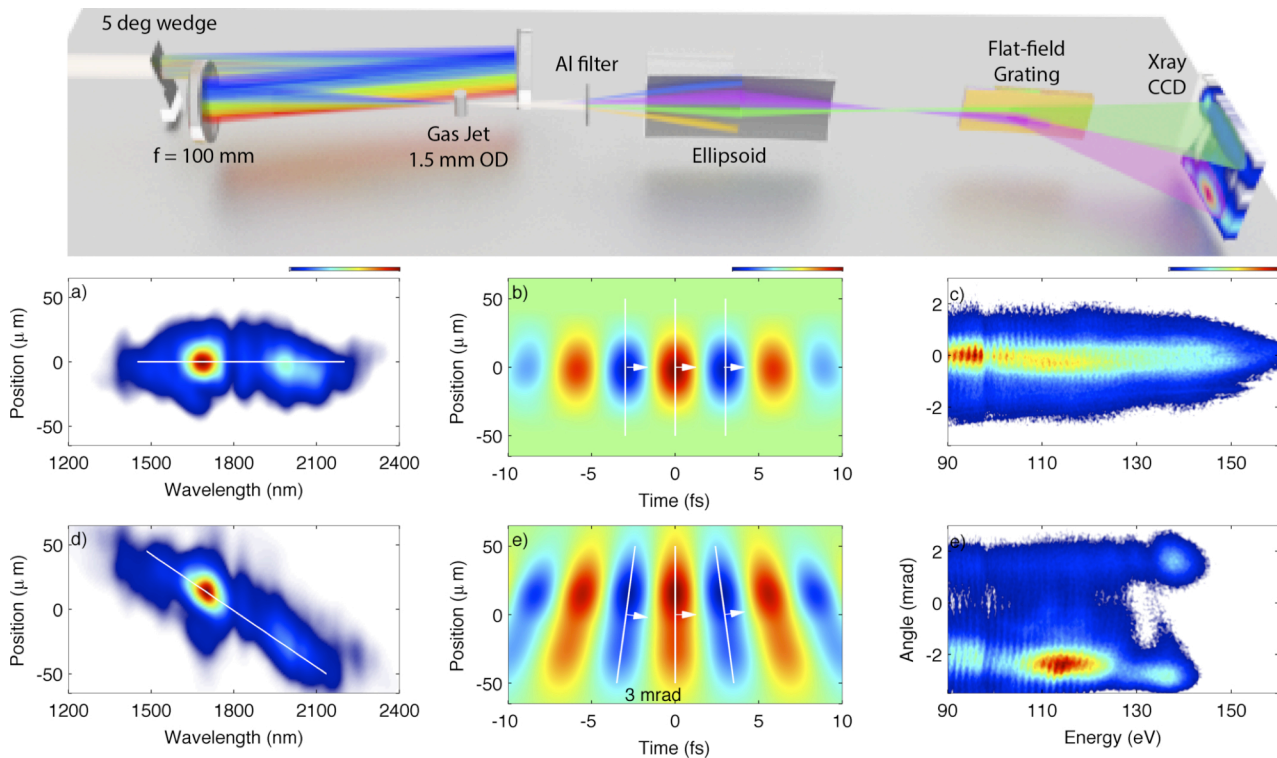 5 deg wedge
f = 100 mm
Gas Jet
1.5 mm OD
Al filter
Ellipsoid
Flat-field
Grating
Xray
CCD
a)
Position (μ m)
50
0
-50
1200 1500 1800 2100 2400
Wavelength (nm)
b)
Position (μ m)
50
0
-50
-10 -5 0 5 10
Time (fs)
c)
2
0
-2
90 110 130 150
d)
Position (μ m)
50
0
-50
1200 1500 1800 2100 2400
Wavelength (nm)
e)
Position (μ m)
50
0
-50
3 mrad
-10 -5 0 5 10
Time (fs)
e)
Angle (mrad)
2
0
-2
90 110 130 150
Energy (eV)